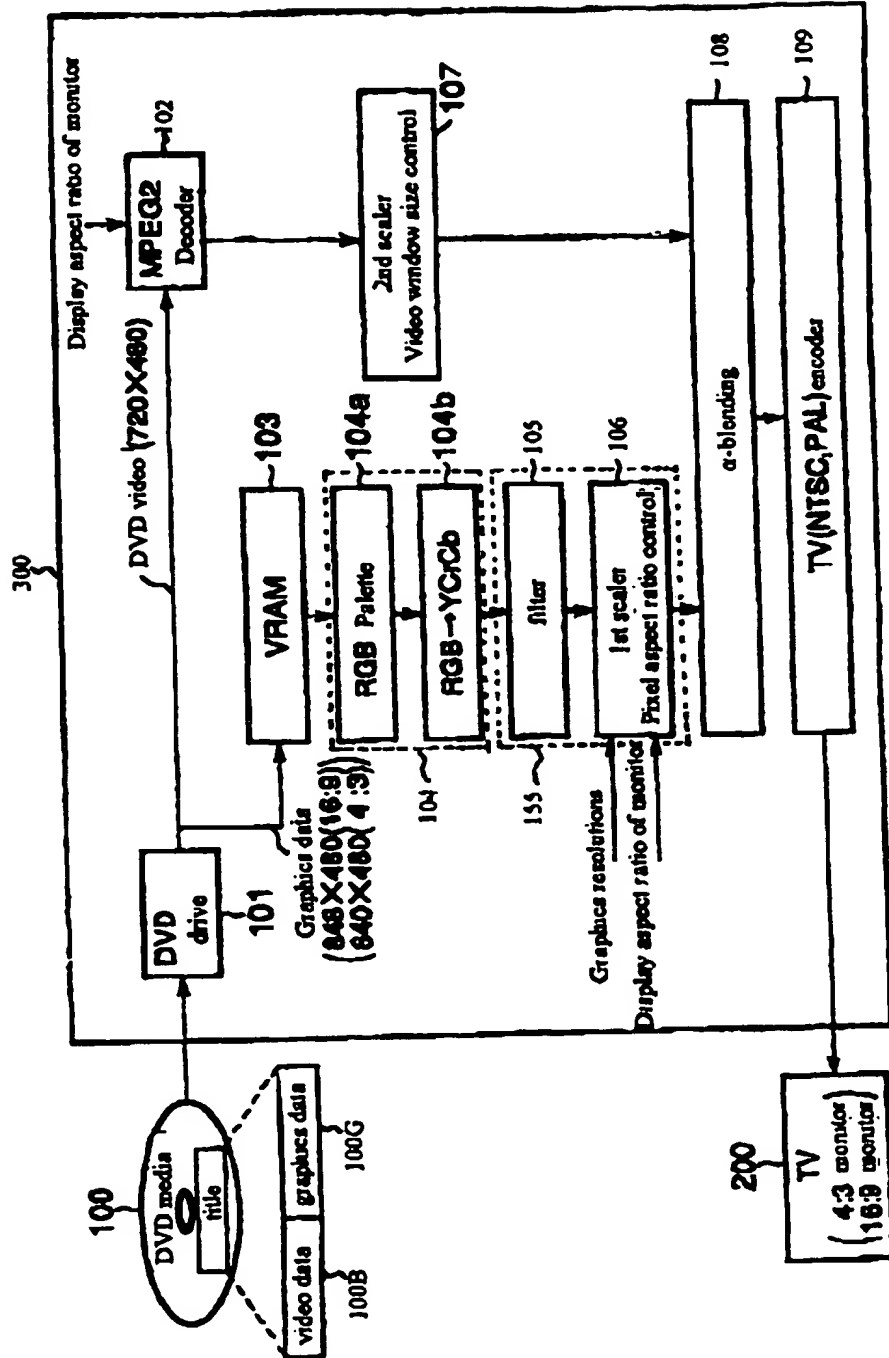 300
100
DVD media
title
video data
graphics data
100B
100G
DVD
drive
101
DVD video (720×480)
Display aspect ratio of monitor
MPEG2
Decoder
102
Graphics data
(848×480(16:9))
(640×480( 4 :3))
VRAM
103
RGB Palette
104a
RGB→YCrCb
104b
104
2nd scaler
Video window size control
107
filter
105
1st scaler
Pixel aspect ratio control,
106
155
Graphics resolutions
Display aspect ratio of monitor
α-blending
108
TV(NTSC,PAL)encoder
109
200
TV
( 4:3 monitor)
(16:9 monitor)